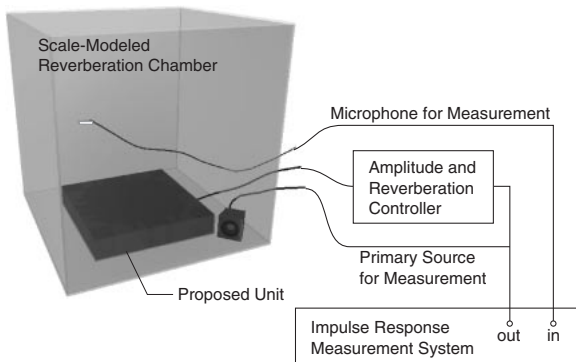 Scale-Modeled
Reverberation Chamber
Microphone for Measurement
Amplitude and
Reverberation
Controller
Primary Source
for Measurement
Proposed Unit
Impulse Response
Measurement System
out
in